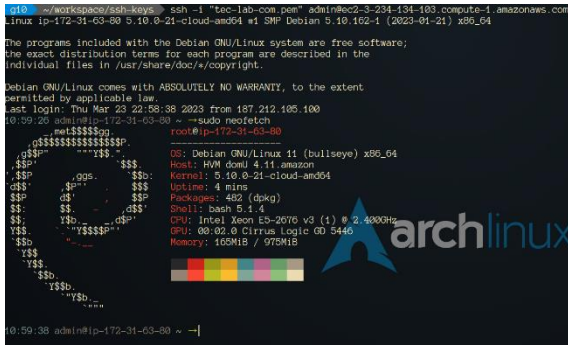 g10 ~/workspace/ssh-keys ssh -i "tec-lab-com.pem" admin@ec2-3-234-134-103.compute-1.amazonaws.com
Linux ip-172-31-63-80 5.10.0-21-cloud-amd64 #1 SMP Debian 5.10.162-1 (2023-01-21) x86_64
The programs included with the Debian GNU/Linux system are free software;
the exact distribution terms for each program are described in the
individual files in /usr/share/doc/*/copyright.
Debian GNU/Linux comes with ABSOLUTELY NO WARRANTY, to the extent
permitted by applicable law.
Last login: Thu Mar 23 22:58:38 2023 from 187.212.105.100
10:59:26 admin@ip-172-31-63-80 ~ →sudo neofetch
root@ip-172-31-63-80
--------------------
OS: Debian GNU/Linux 11 (bullseye) x86_64
Host: HVM domU 4.11.amazon
Kernel: 5.10.0-21-cloud-amd64
Uptime: 4 mins
Packages: 482 (dpkg)
Shell: bash 5.1.4
CPU: Intel Xeon E5-2676 v3 (1) @ 2.400GHz
GPU: 00:02.0 Cirrus Logic GD 5446
Memory: 165MiB / 975MiB
archlinux
10:59:38 admin@ip-172-31-63-80 ~ →